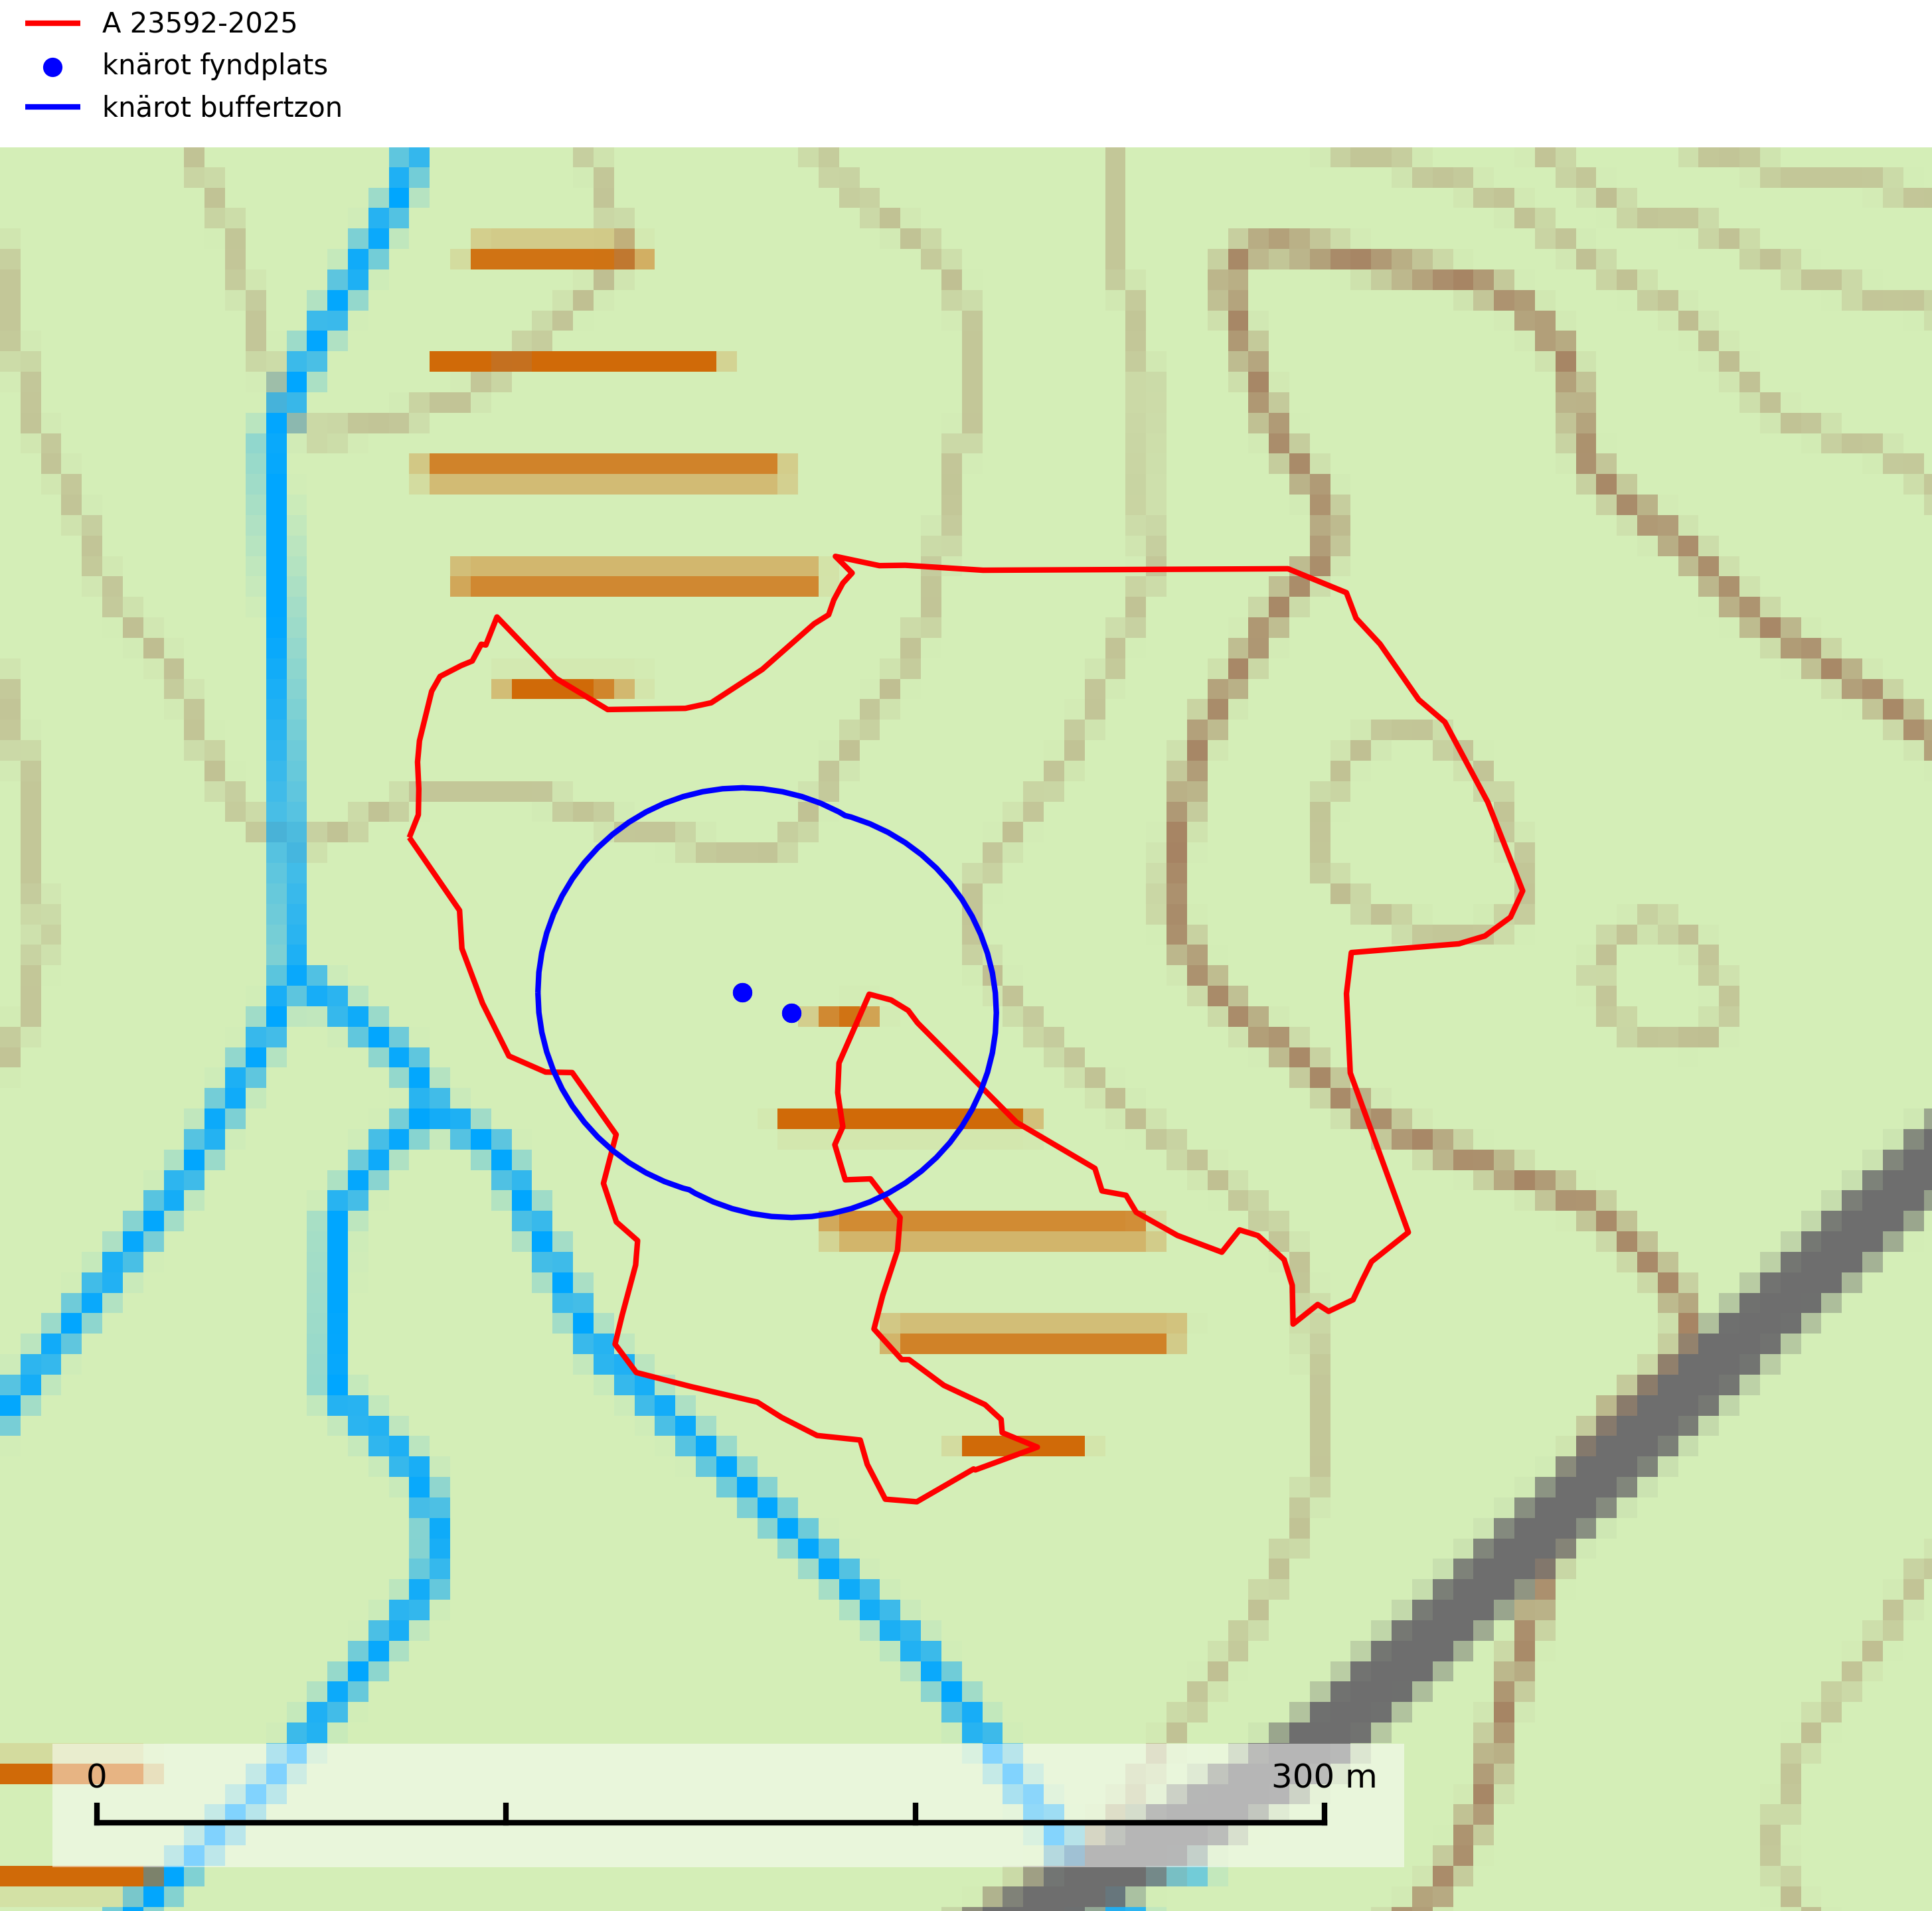 A 23592-2025
knärot fyndplats
knärot buffertzon
0 300 m